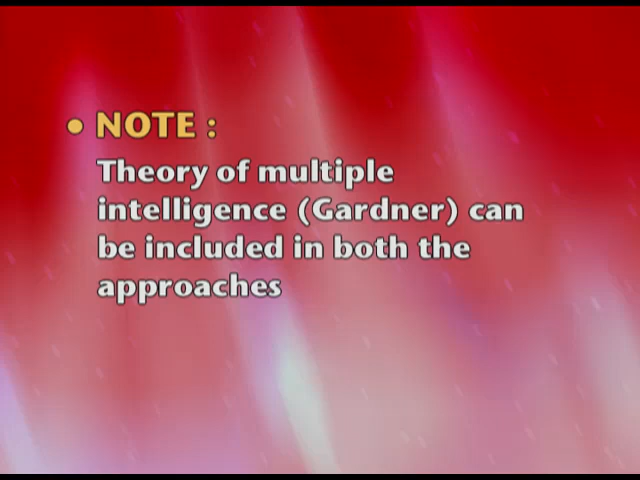 • NOTE :
Theory of multiple
intelligence (Gardner) can
be included in both the
approaches